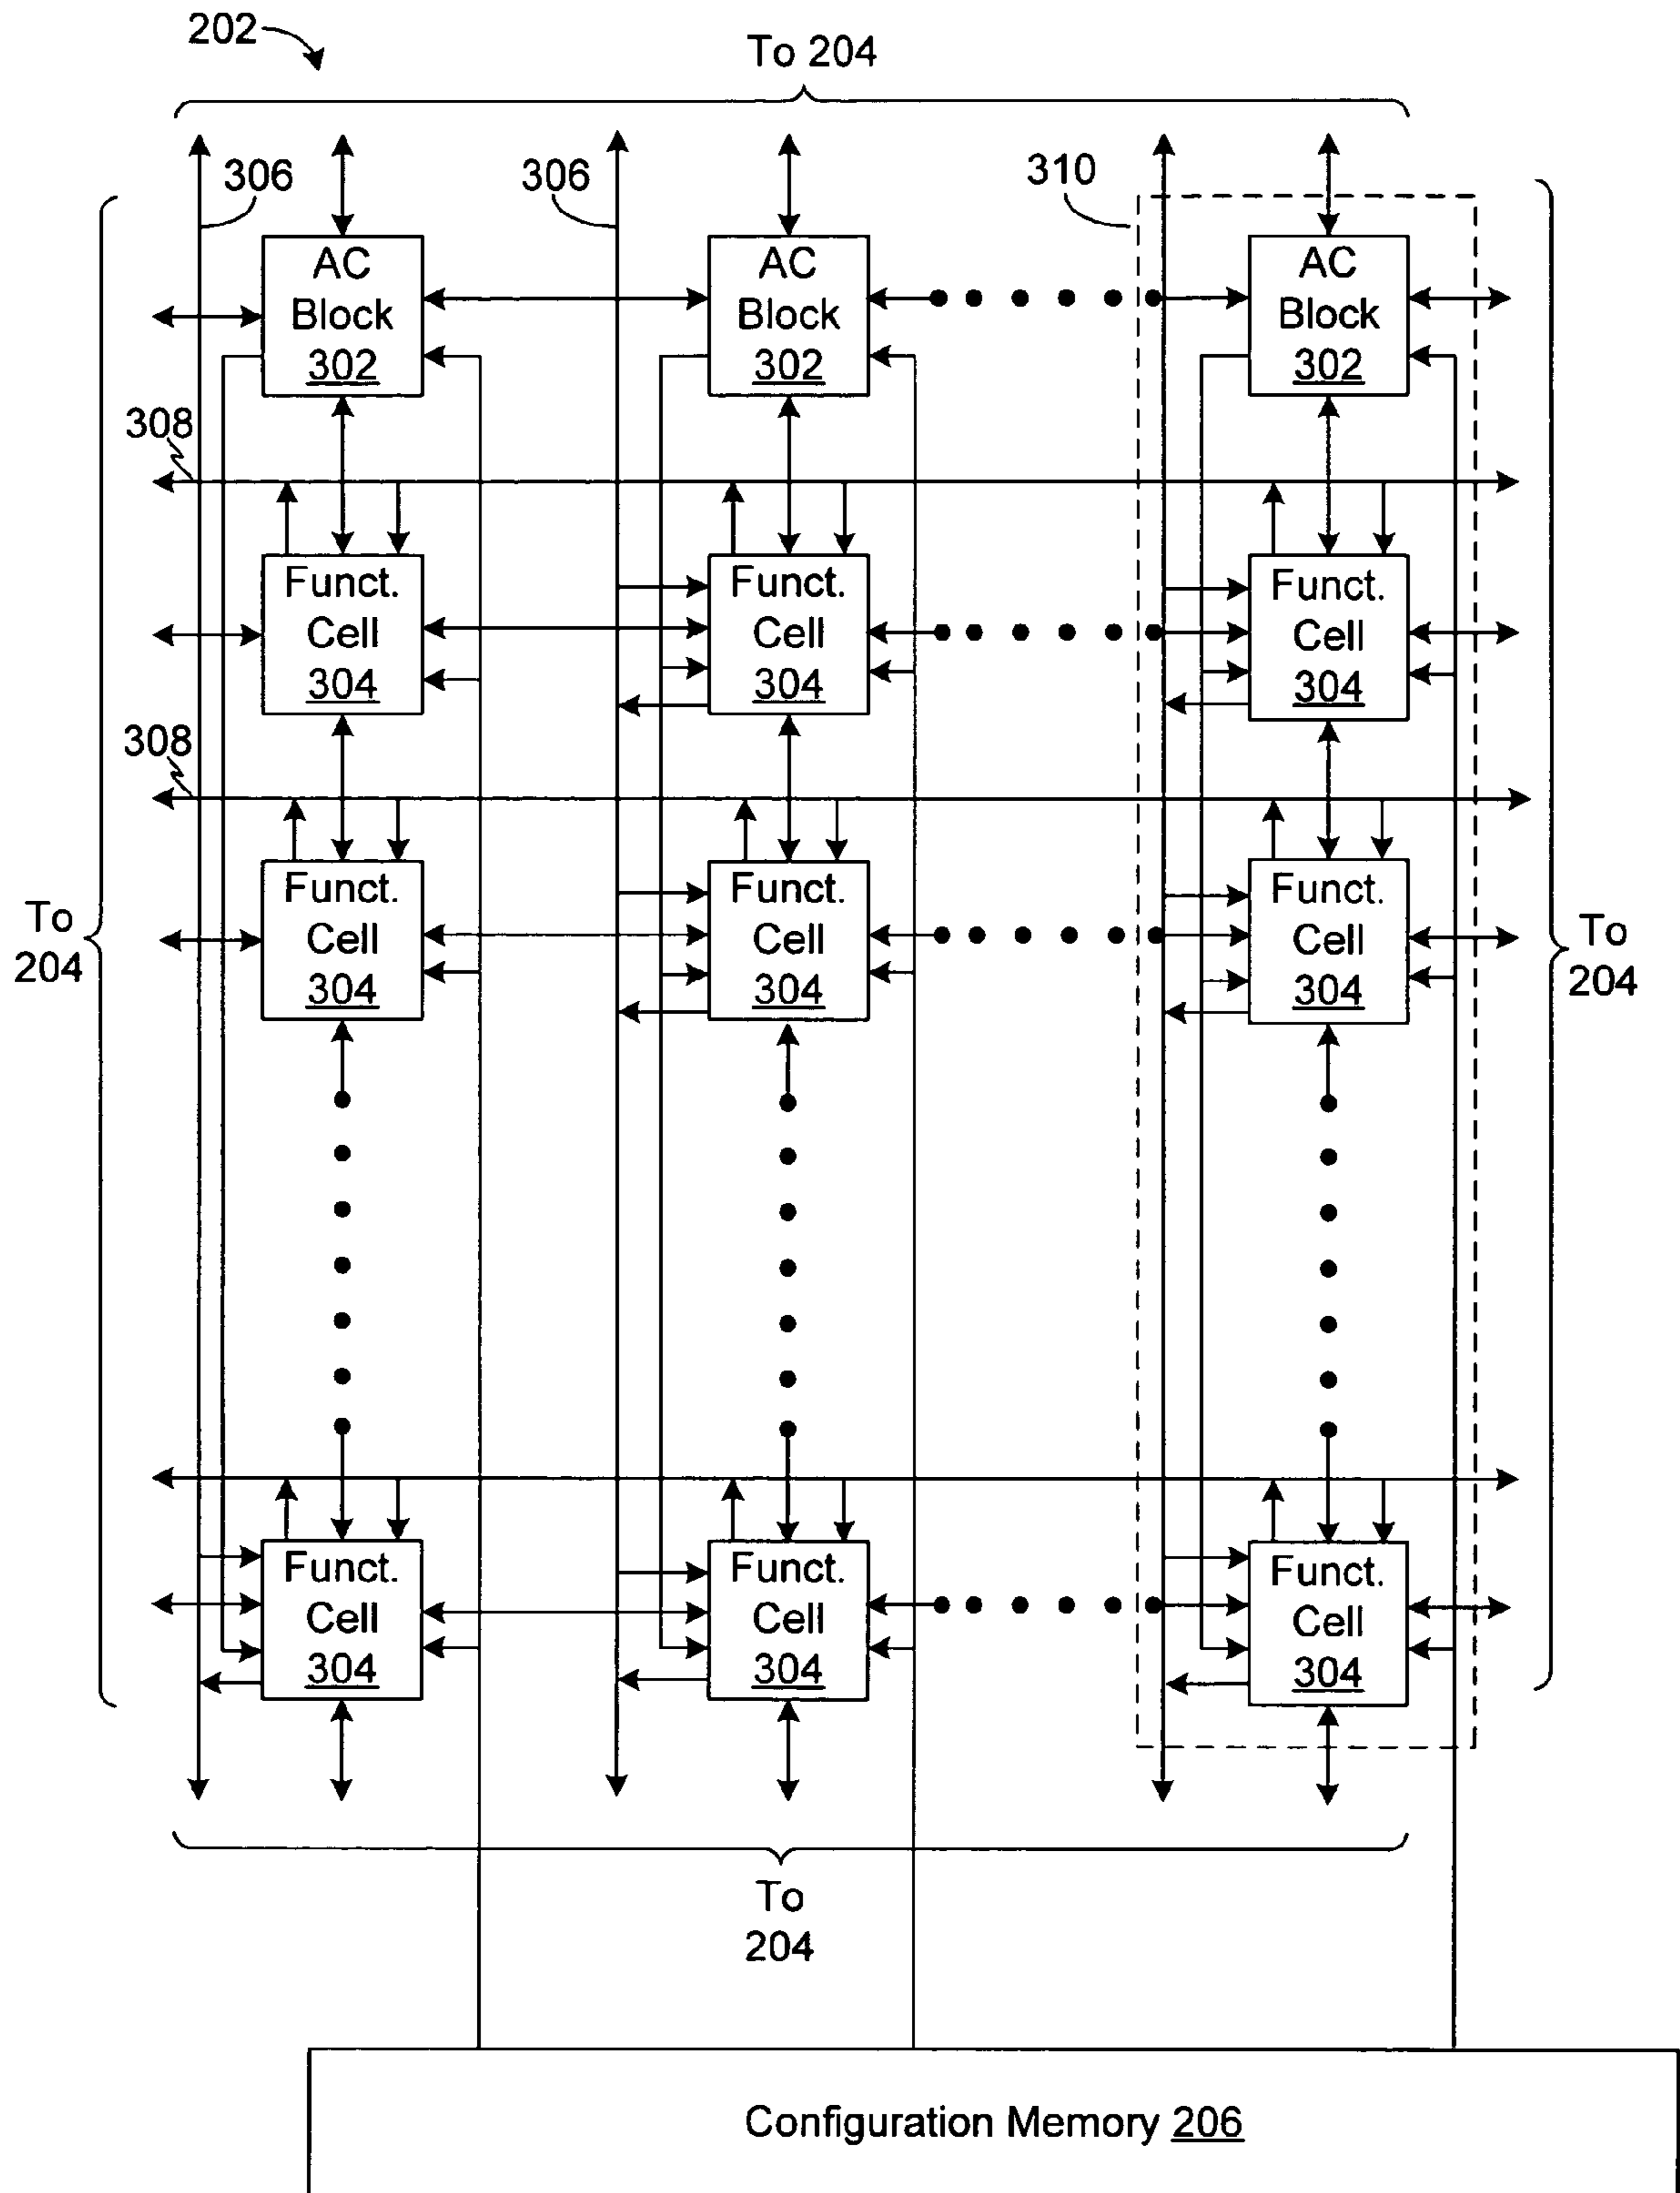 202
To 204
306
306
310
AC
Block
302
AC
Block
302
AC
Block
302
308
Funct.
Cell
304
Funct.
Cell
304
Funct.
Cell
304
308
Funct.
Cell
304
Funct.
Cell
304
Funct.
Cell
304
To
204
To
204
Funct.
Cell
304
Funct.
Cell
304
Funct.
Cell
304
To
204
Configuration Memory 206